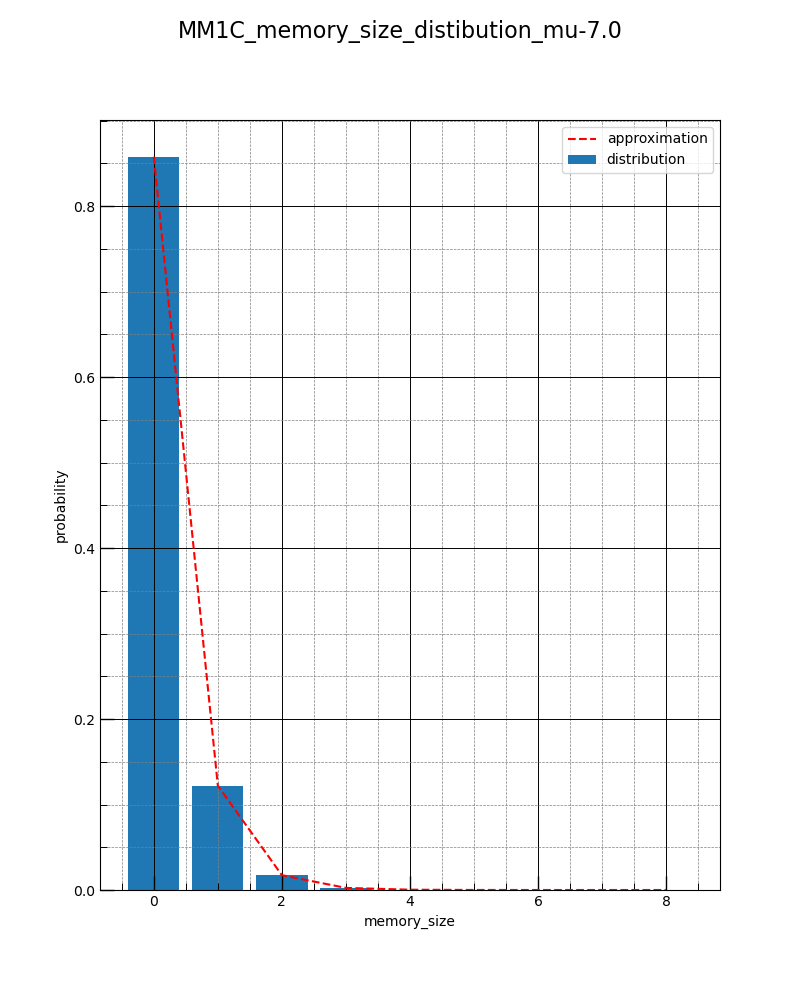 MM1C_memory_size_distibution_mu-7.0
approximation
distribution
0.8
0.6
0.4
0.2
0.0
probability
0 2 4 6 8
memory_size